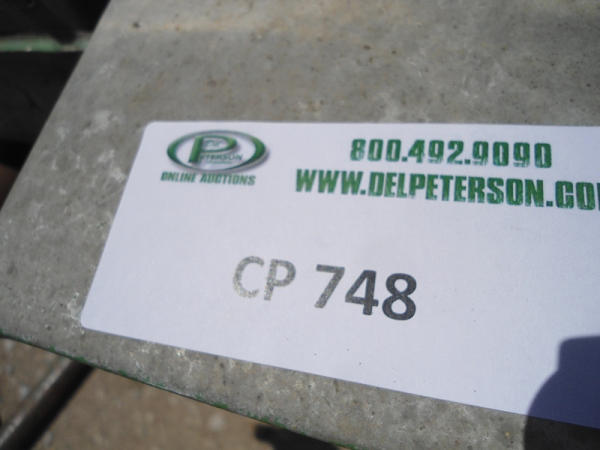 PETERSON
ONLINE AUCTIONS
800.492.9090
WWW.DELPETERSON.CO
CP 748